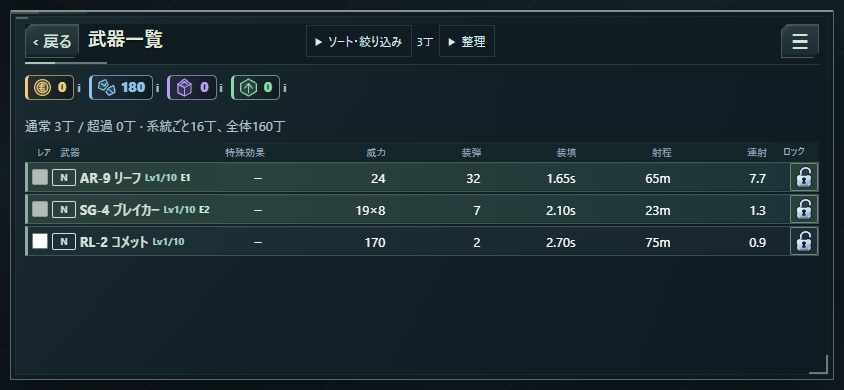 ‹ 戻る 武器一覧 ▶ ソート・絞り込み 3丁 ▶ 整理
0 i 180 i 0 i 0 i
通常 3丁 / 超過 0丁・系統ごと16丁、全体160丁
レア 武器 特殊効果 威力 装弾 装填 射程 連射 ロック
N AR-9 リーフ Lv1/10 E1 – 24 32 1.65s 65m 7.7
N SG-4 ブレイカー Lv1/10 E2 – 19×8 7 2.10s 23m 1.3
N RL-2 コメット Lv1/10 – 170 2 2.70s 75m 0.9